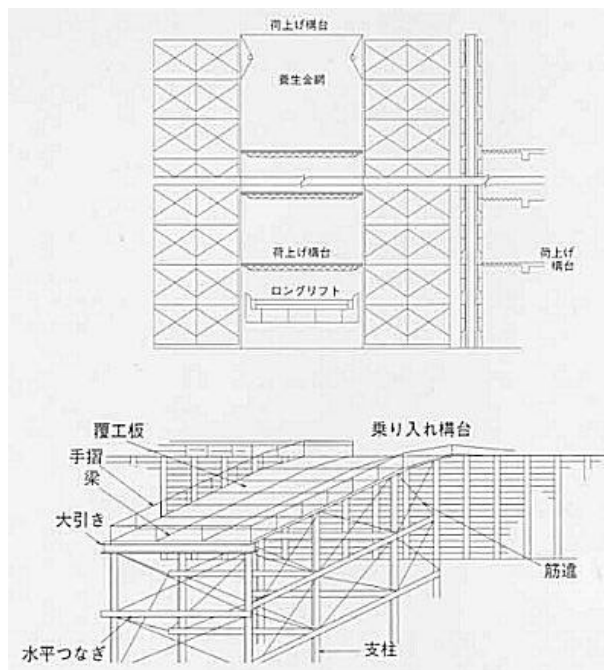 荷上げ構台
養生金網
荷上げ構台
荷上げ
構台
ロングリフト
覆工板
乗り入れ構台
手摺
梁
大引き
筋違
水平つなぎ
支柱